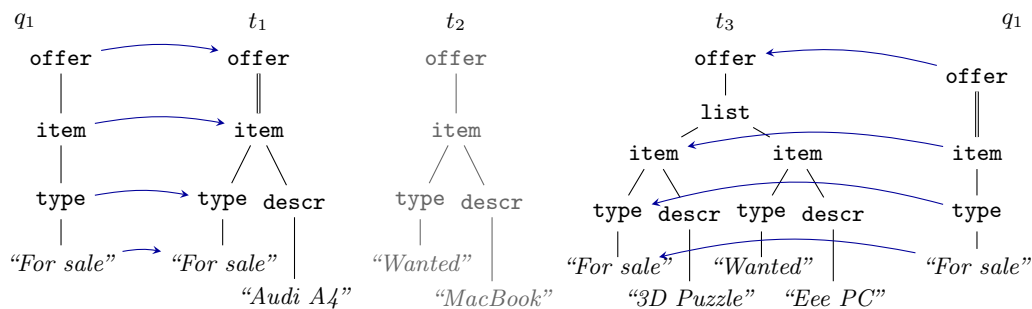 q1 t1 t2 t3 q1
offer offer offer offer offer
list
item item item item item item
type type descr type descr type descr type descr type
“For sale” “For sale” “Wanted” “For sale” “Wanted” “For sale”
“Audi A4” “MacBook” “3D Puzzle” “Eee PC”